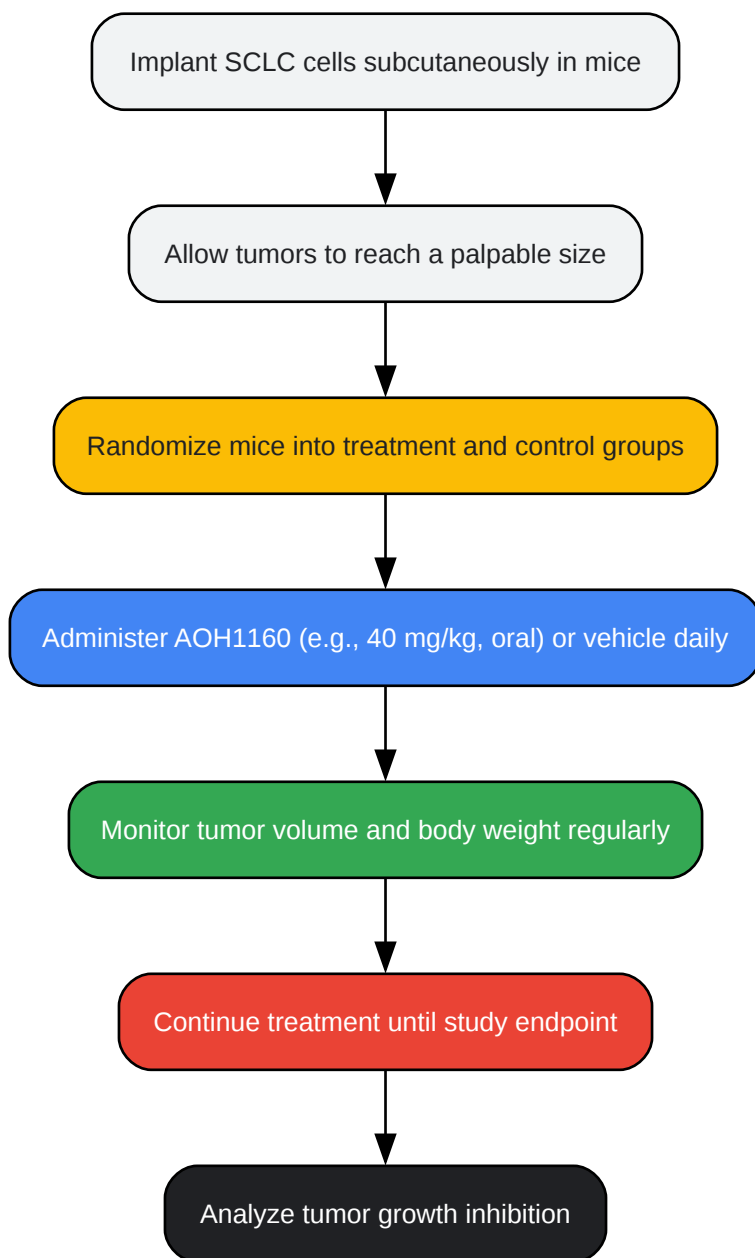 Implant SCLC cells subcutaneously in mice
Allow tumors to reach a palpable size
Randomize mice into treatment and control groups
Administer AOH1160 (e.g., 40 mg/kg, oral) or vehicle daily
Monitor tumor volume and body weight regularly
Continue treatment until study endpoint
Analyze tumor growth inhibition